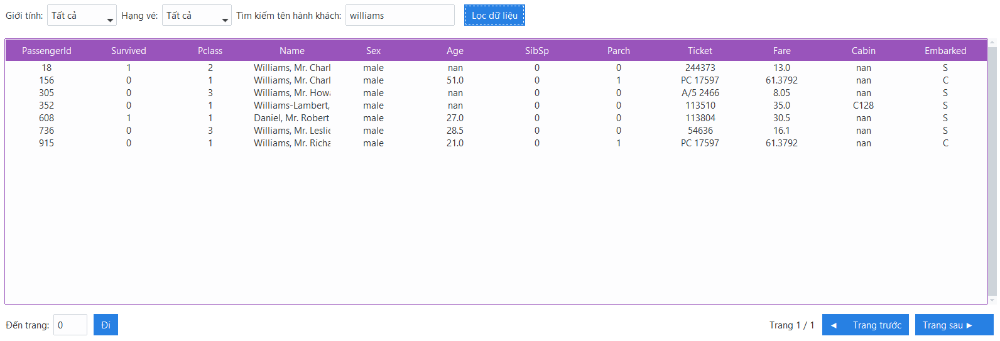 Giới tính: Tất cả Hạng vé: Tất cả Tìm kiếm tên hành khách: williams Lọc dữ liệu
PassengerId Survived Pclass Name Sex Age SibSp Parch Ticket Fare Cabin Embarked
18 1 2 Williams, Mr. Charl male nan 0 0 244373 13.0 nan S
156 0 1 Williams, Mr. Charl male 51.0 0 1 PC 17597 61.3792 nan C
305 0 3 Williams, Mr. Howa male nan 0 0 A/5 2466 8.05 nan S
352 0 1 Williams-Lambert, male nan 0 0 113510 35.0 C128 S
608 1 1 Daniel, Mr. Robert male 27.0 0 0 113804 30.5 nan S
736 0 3 Williams, Mr. Leslie male 28.5 0 0 54636 16.1 nan S
915 0 1 Williams, Mr. Richa male 21.0 0 1 PC 17597 61.3792 nan C
Đến trang: 0 Đi Trang 1 / 1 ◄ Trang trước Trang sau ►